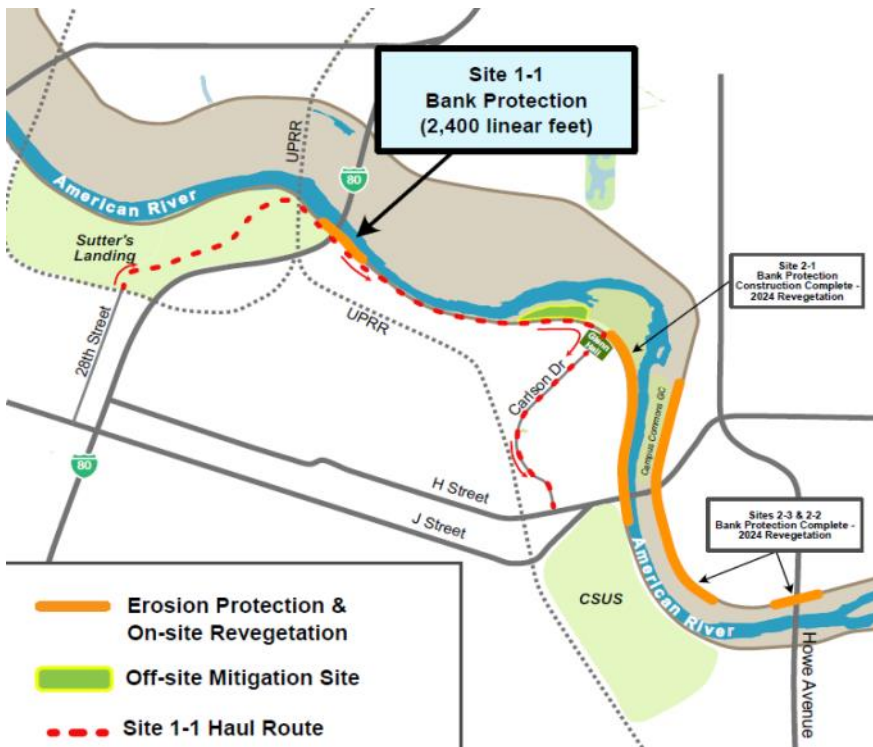 Site 1-1
Bank Protection
(2,400 linear feet)
UPRR
80
American River
Sutter's
Landing
28th Street
UPRR
Glenn
Hall
Carlson Dr
Site 2-1
Bank Protection
Construction Complete -
2024 Revegetation
Campus Commons GC
80
H Street
J Street
Sites 2-3 & 2-2
Bank Protection Complete -
2024 Revegetation
CSUS
American River
Howe Avenue
Erosion Protection &
On-site Revegetation
Off-site Mitigation Site
Site 1-1 Haul Route